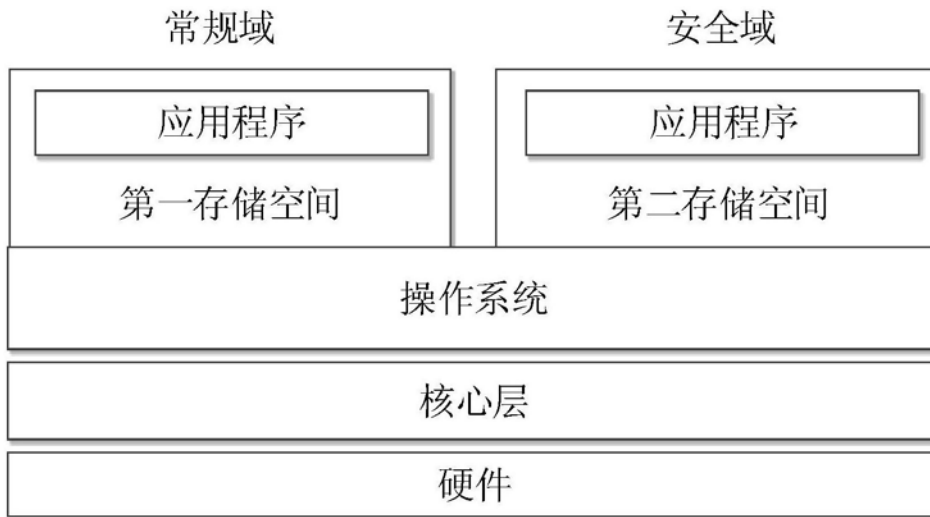 常规域
安全域
应用程序
应用程序
第一存储空间
第二存储空间
操作系统
核心层
硬件